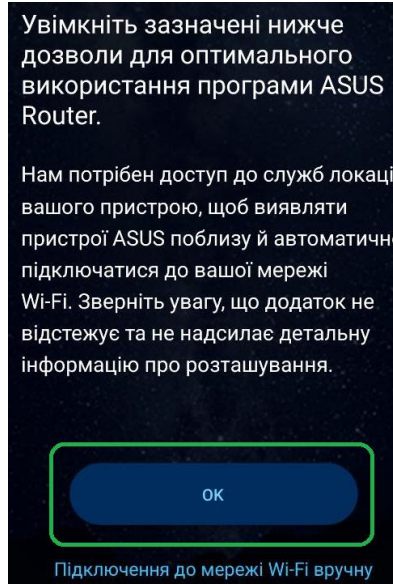 Увімкніть зазначені нижче
дозволи для оптимального
використання програми ASUS
Router.
Нам потрібен доступ до служб локаці
вашого пристрою, щоб виявляти
пристрої ASUS поблизу й автоматичн
підключатися до вашої мережі
Wi-Fi. Зверніть увагу, що додаток не
відстежує та не надсилає детальну
інформацію про розташування.
ОК
Підключення до мережі Wi-Fi вручну